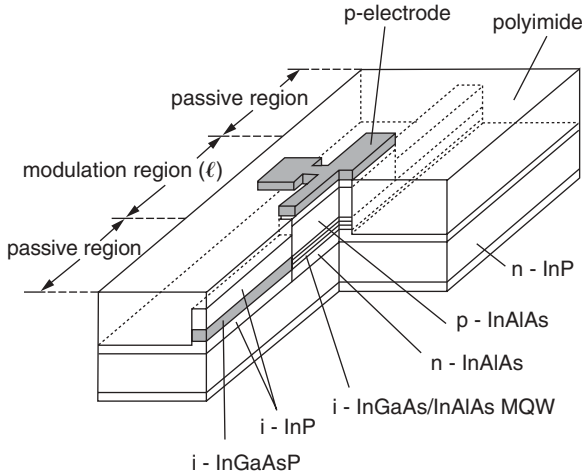 p-electrode
polyimide
passive region
modulation region (ℓ)
passive region
n - InP
p - InAlAs
n - InAlAs
i - InGaAs/InAlAs MQW
i - InP
i - InGaAsP